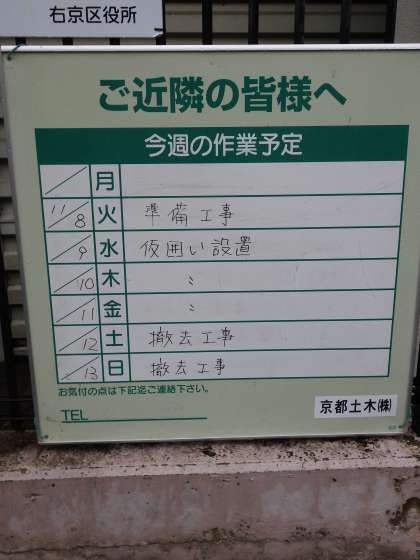 右京区役所
ご近隣の皆様へ
今週の作業予定
／ 月
11／8 火 準備工事
／9 水 仮囲い設置
／10 木 〃
／11 金 〃
／12 土 撤去工事
／13 日 撤去工事
お気付の点は下記迄ご連絡下さい。
TEL
京都土木㈱